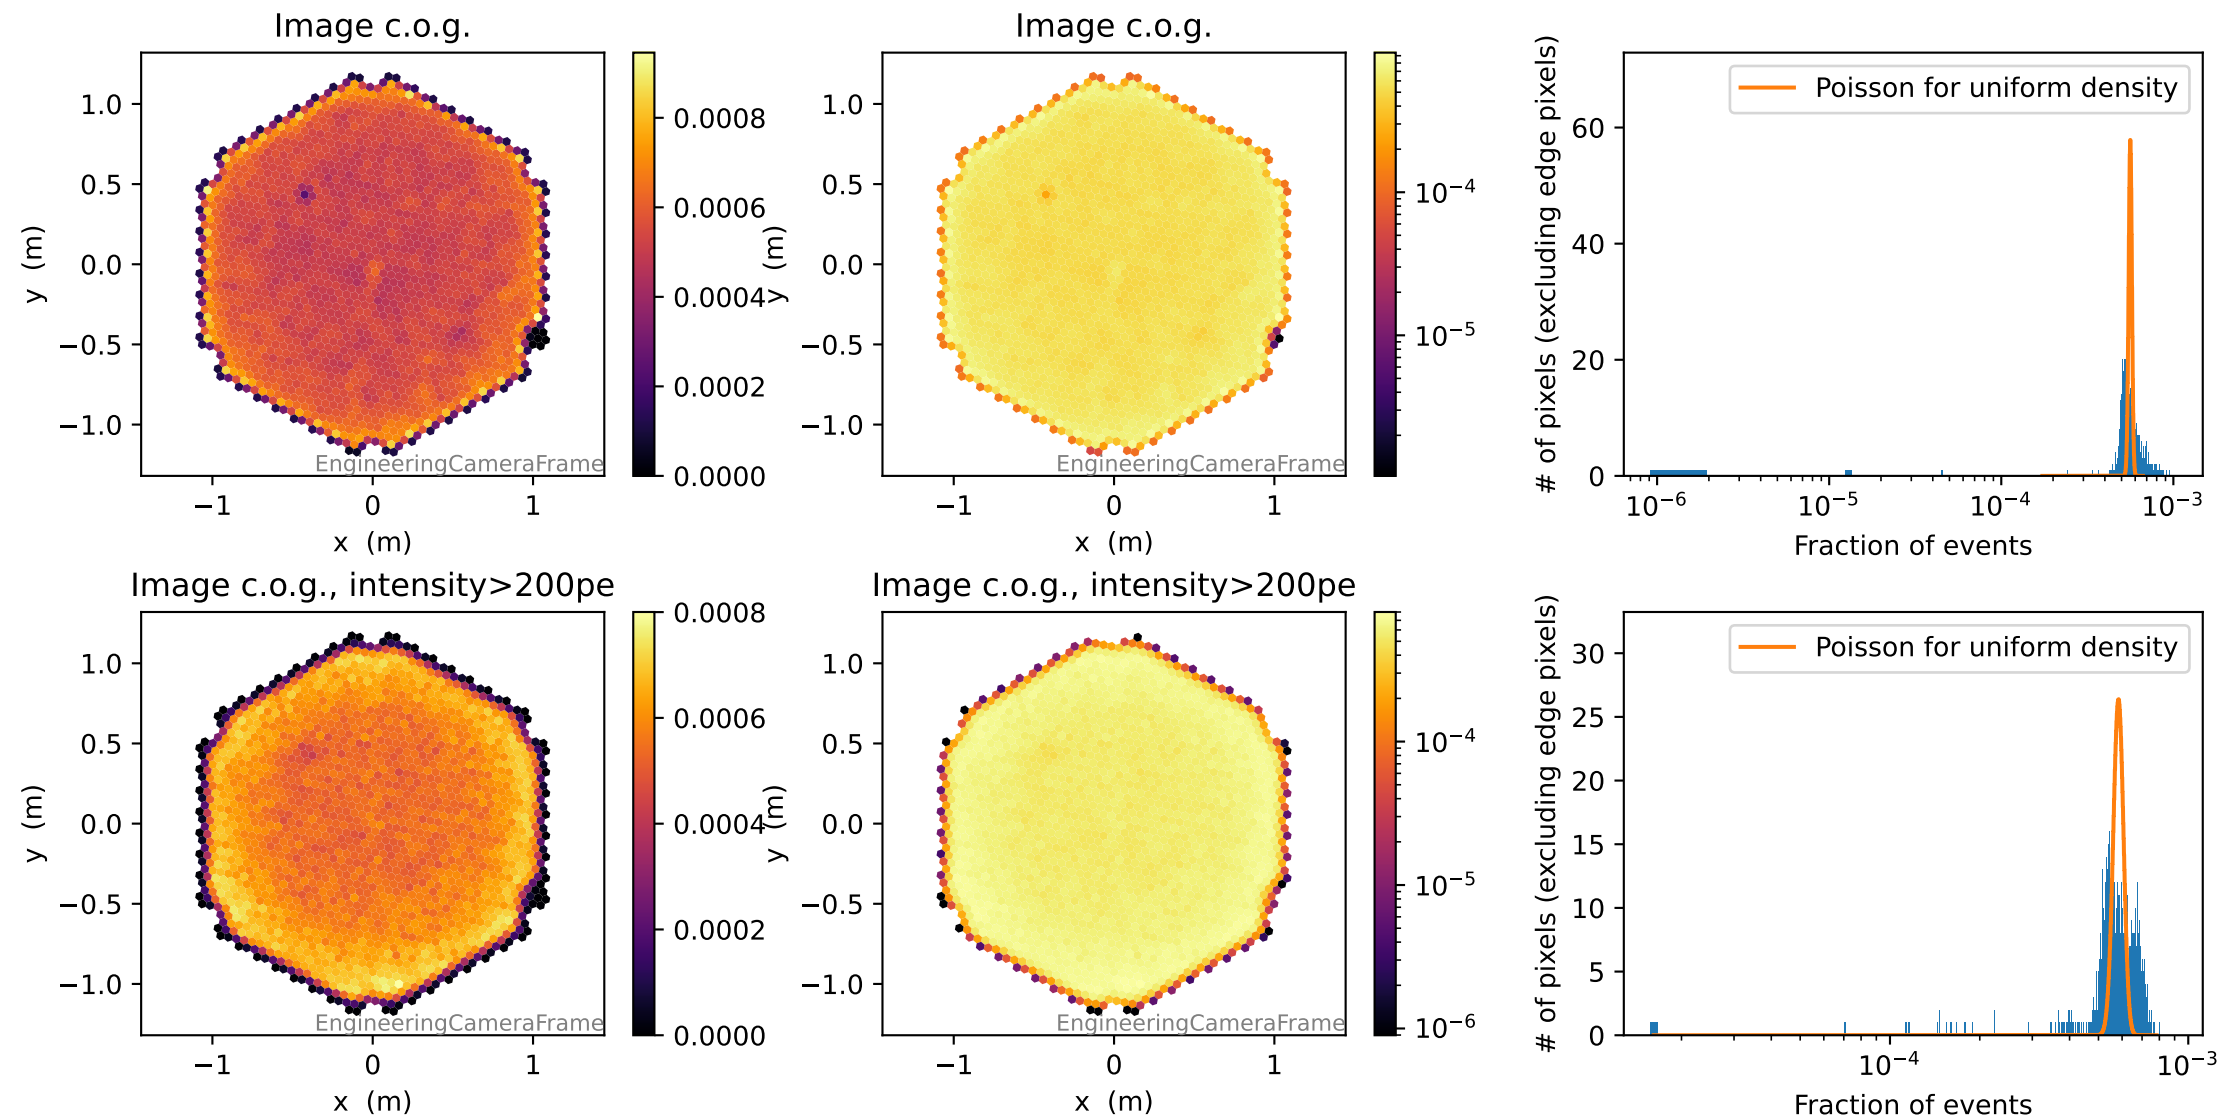 Image c.o.g.
1.0
0.5
0.0
−0.5
−1.0
y (m)
−1 0 1
x (m)
EngineeringCameraFrame
0.0008
0.0006
0.0004
0.0002
0.0000
Image c.o.g.
1.0
0.5
0.0
−0.5
−1.0
y (m)
−1 0 1
x (m)
EngineeringCameraFrame
10⁻⁴
10⁻⁵
Poisson for uniform density
# of pixels (excluding edge pixels)
60
40
20
0
10⁻⁶ 10⁻⁵ 10⁻⁴ 10⁻³
Fraction of events
Image c.o.g., intensity>200pe
1.0
0.5
0.0
−0.5
−1.0
y (m)
−1 0 1
x (m)
EngineeringCameraFrame
0.0008
0.0006
0.0004
0.0002
0.0000
Image c.o.g., intensity>200pe
1.0
0.5
0.0
−0.5
−1.0
y (m)
−1 0 1
x (m)
EngineeringCameraFrame
10⁻⁴
10⁻⁵
10⁻⁶
Poisson for uniform density
# of pixels (excluding edge pixels)
30
25
20
15
10
5
0
10⁻⁴ 10⁻³
Fraction of events